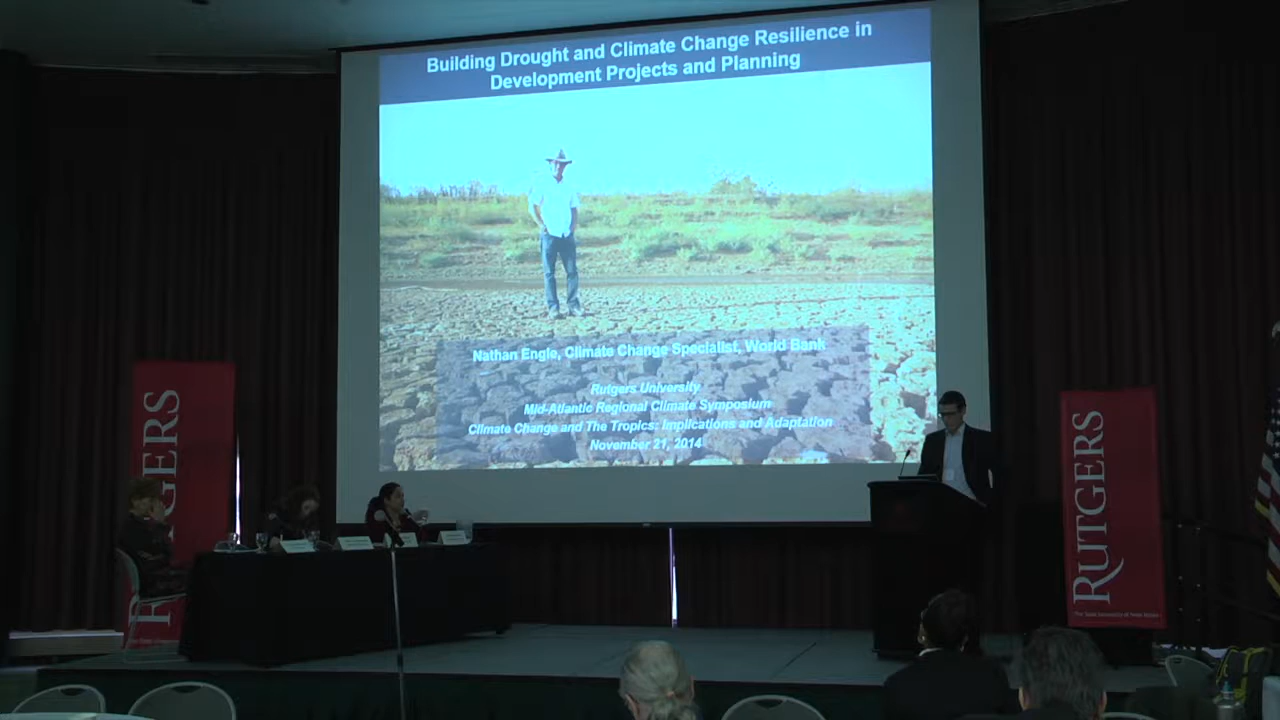 Building Drought and Climate Change Resilience in
Development Projects and Planning
Nathan Engle, Climate Change Specialist, World Bank
Rutgers University
Mid-Atlantic Regional Climate Symposium
Climate Change and The Tropics: Implications and Adaptation
November 21, 2014
RUTGERS
RUTGERS